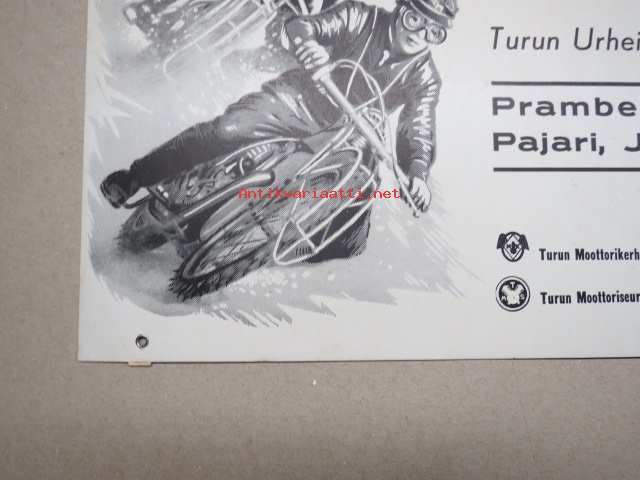 Turun Urhei
Prambe
Pajari, J
Antikvariaatti.net
Turun Moottorikerh
Turun Moottoriseur